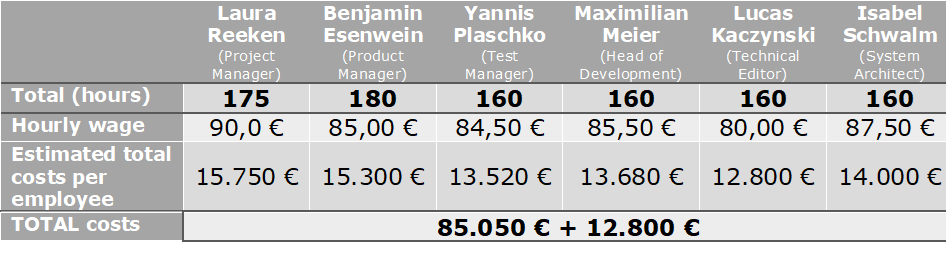 Laura Reeken (Project Manager) Benjamin Esenwein (Product Manager) Yannis Plaschko (Test Manager) Maximilian Meier (Head of Development) Lucas Kaczynski (Technical Editor) Isabel Schwalm (System Architect)
Total (hours) 175 180 160 160 160 160
Hourly wage 90,0 € 85,00 € 84,50 € 85,50 € 80,00 € 87,50 €
Estimated total costs per employee 15.750 € 15.300 € 13.520 € 13.680 € 12.800 € 14.000 €
TOTAL costs 85.050 € + 12.800 €